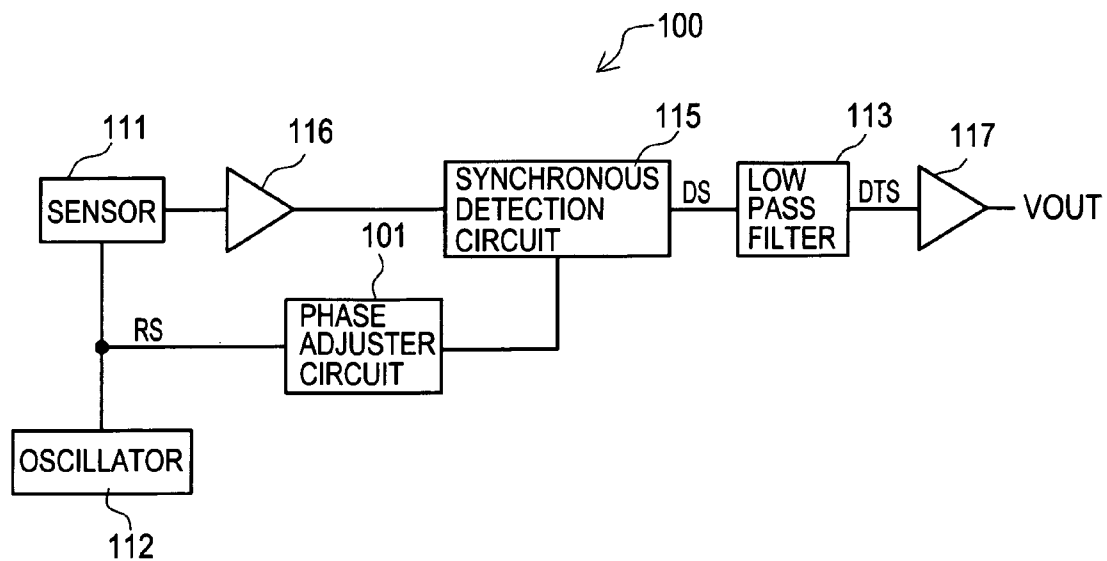 100
111
116
115
113
117
SENSOR
SYNCHRONOUS
DETECTION
CIRCUIT
DS
LOW
PASS
FILTER
DTS
VOUT
101
RS
PHASE
ADJUSTER
CIRCUIT
OSCILLATOR
112